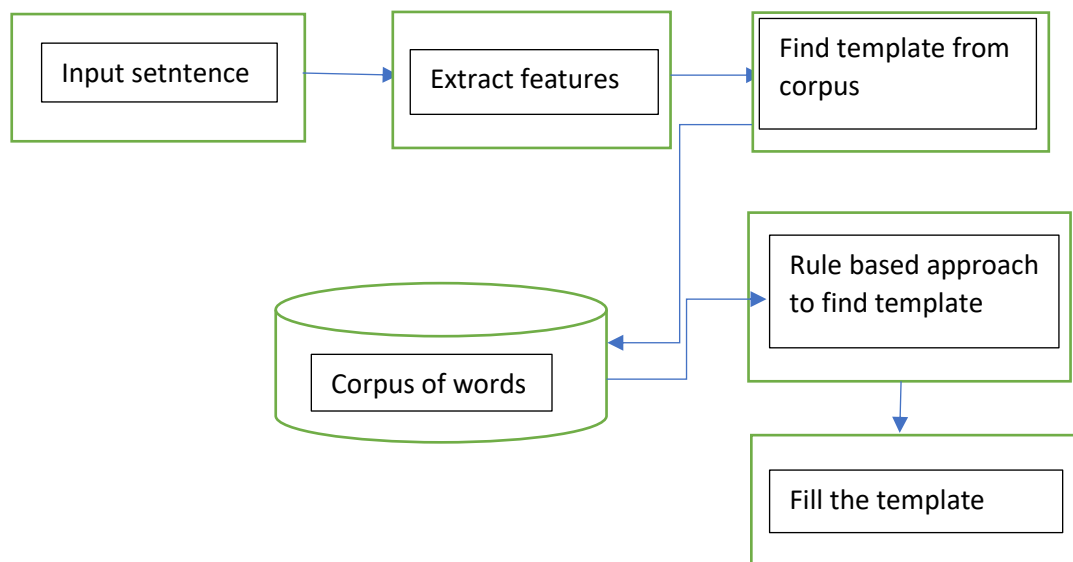 Input setntence
Extract features
Find template from
corpus
Rule based approach
to find template
Corpus of words
Fill the template